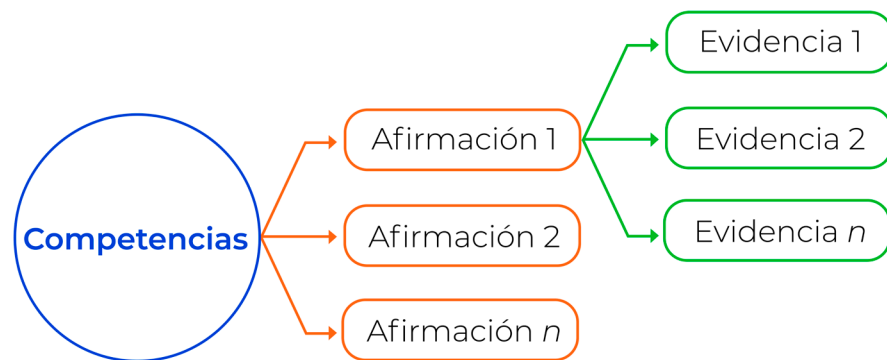 Competencias
Afirmación 1
Afirmación 2
Afirmación n
Evidencia 1
Evidencia 2
Evidencia n